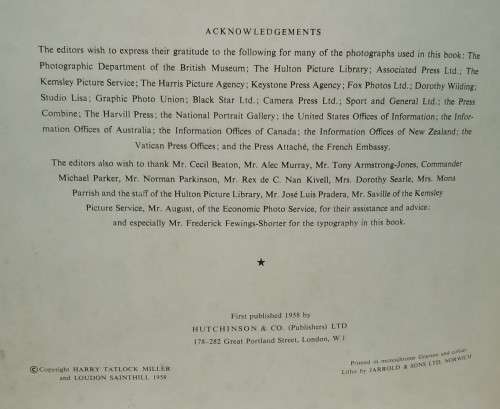 ACKNOWLEDGEMENTS
The editors wish to express their gratitude to the following for many of the photographs used in this book: The
Photographic Department of the British Museum; The Hulton Picture Library; Associated Press Ltd.; The
Kemsley Picture Service; The Harris Picture Agency; Keystone Press Agency; Fox Photos Ltd.; Dorothy Wilding;
Studio Lisa; Graphic Photo Union; Black Star Ltd.; Camera Press Ltd.; Sport and General Ltd.; the Press
Combine; The Harvill Press; the National Portrait Gallery; the United States Offices of Information; the Infor-
mation Offices of Australia; the Information Offices of Canada; the Information Offices of New Zealand; the
Vatican Press Offices; and the Press Attaché, the French Embassy.
The editors also wish to thank Mr. Cecil Beaton, Mr. Alec Murray, Mr. Tony Armstrong-Jones, Commander
Michael Parker, Mr. Norman Parkinson, Mr. Rex de C. Nan Kivell, Mrs. Dorothy Searle, Mrs. Mona
Parrish and the staff of the Hulton Picture Library, Mr. José Luis Pradera, Mr. Saville of the Kemsley
Picture Service, Mr. August, of the Economic Photo Service, for their assistance and advice:
and especially Mr. Frederick Fewings-Shorter for the typography in this book.
★
First published 1958 by
HUTCHINSON & CO. (Publishers) LTD
178-282 Great Portland Street, London, W.1
© Copyright HARRY TATLOCK MILLER
and LOUDON SAINTHILL 1958
Printed in monochrome Gravure and colour
Litho by JARROLD & SONS LTD, NORWICH